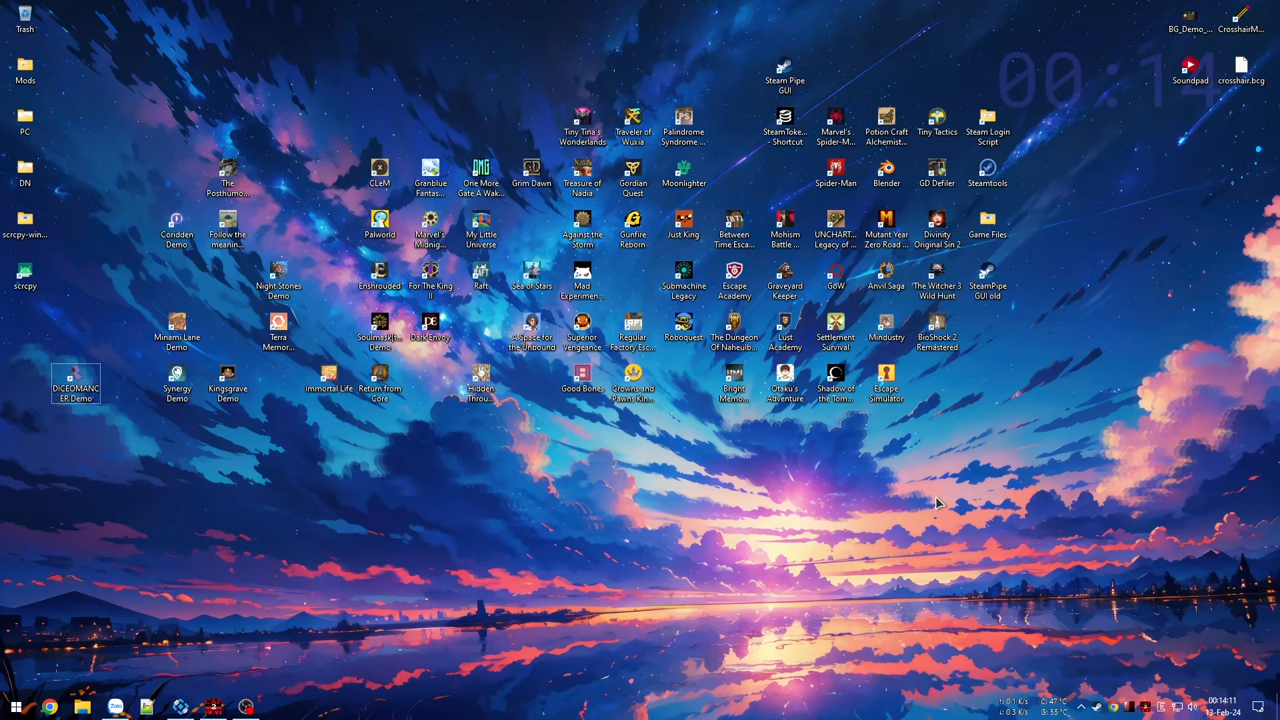 Trash
BG_Demo_...
CrosshairM...
00:14
Mods
Steam Pipe
GUI
Soundpad
crosshair.bcg
PC
Tiny Tina's
Wonderlands
Traveler of
Wuxia
Palindrome
Syndrome ...
SteamToke...
- Shortcut
Marvel's
Spider-M...
Potion Craft
Alchemist...
Tiny Tactics
Steam Login
Script
DN
The
Posthumo...
CLeM
Granblue
Fantas...
One More
Gate A Wak...
Grim Dawn
Treasure of
Nadia
Gordian
Quest
Moonlighter
Spider-Man
Blender
GD Defiler
Steamtools
scrcpy-win...
Coridden
Demo
Follow the
meanin...
Palworld
Marvel's
Midnig...
My Little
Universe
Against the
Storm
Gunfire
Reborn
Just King
Between
Time Esca...
Mohism
Battle ...
UNCHART...
Legacy of ...
Mutant Year
Zero Road ...
Divinity
Original Sin 2
Game Files
scrcpy
Night Stones
Demo
Enshrouded
For The King
II
Raft
Sea of Stars
Mad
Experimen...
Submachine
Legacy
Escape
Academy
Graveyard
Keeper
GoW
Anvil Saga
The Witcher 3
Wild Hunt
SteamPipe
GUI old
Minami Lane
Demo
Terra
Memor...
Soulmask...
Demo
Dark Envoy
A Space for
the Unbound
Superior
Vengeance
Regular
Factory Esc...
Roboquest
The Dungeon
Of Naheulb...
Lust
Academy
Settlement
Survival
Mindustry
BioShock 2
Remastered
DICEOMANC
ER Demo
Synergy
Demo
Kingsgrave
Demo
Immortal Life
Return from
Core
Hidden
Throu...
Good Bones
Crowns and
Pawns Kin...
Bright
Memo...
Otaku's
Adventure
Shadow of
the Tom...
Escape
Simulator
Zalo
↑: 0.1 K/s
↓: 0.3 K/s
C: 47 °C
G: 55 °C
00:14:11
13-Feb-24